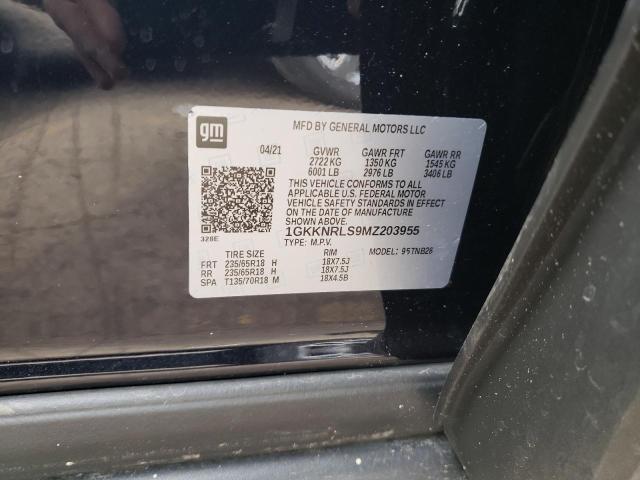 gm
MFD BY GENERAL MOTORS LLC
04/21 GVWR GAWR FRT GAWR RR
2722 KG 1350 KG 1545 KG
6001 LB 2976 LB 3406 LB
THIS VEHICLE CONFORMS TO ALL
APPLICABLE U.S. FEDERAL MOTOR
VEHICLE SAFETY STANDARDS IN EFFECT
ON THE DATE OF MANUFACTURE
SHOWN ABOVE.
1GKKNRLS9MZ203955
328E TYPE: M.P.V. MODEL: 95TNB26
TIRE SIZE RIM
FRT 235/65R18 H 18X7.5J
RR 235/65R18 H 18X7.5J
SPA T135/70R18 M 18X4.5B